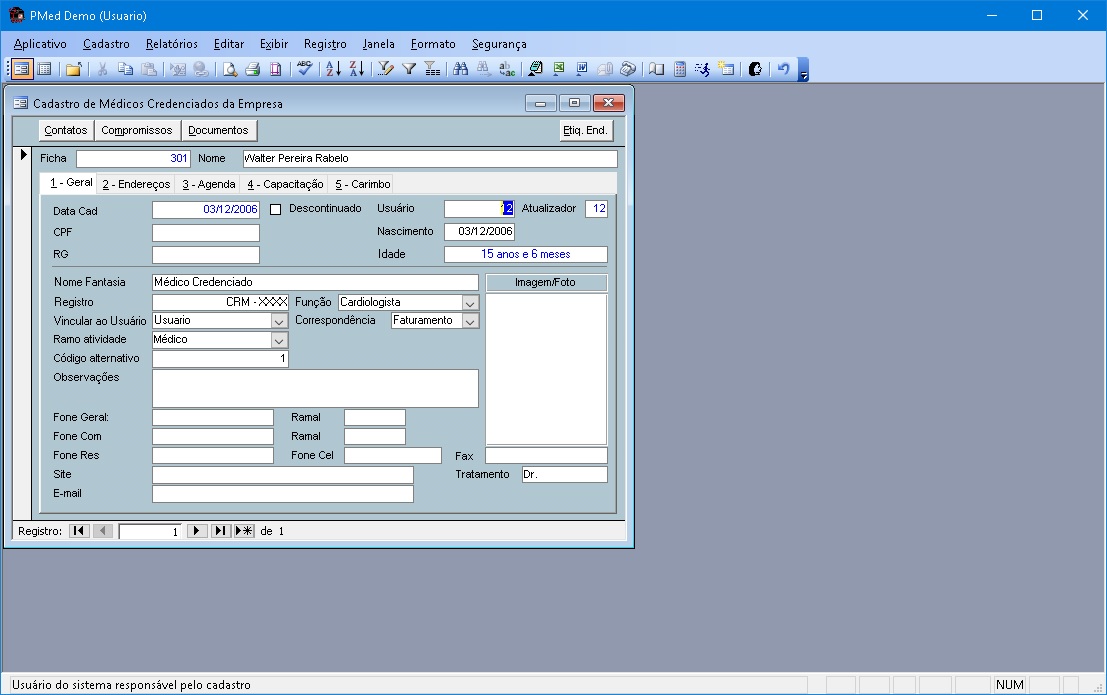 PMed Demo (Usuario)
Aplicativo Cadastro Relatórios Editar Exibir Registro Janela Formato Segurança
Cadastro de Médicos Credenciados da Empresa
Contatos Compromissos Documentos Etiq. End.
Ficha 301 Nome Walter Pereira Rabelo
1 - Geral 2 - Endereços 3 - Agenda 4 - Capacitação 5 - Carimbo
Data Cad 03/12/2006 Descontinuado Usuário 12 Atualizador 12
CPF Nascimento 03/12/2006
RG Idade 15 anos e 6 meses
Nome Fantasia Médico Credenciado Imagem/Foto
Registro CRM - XXXX Função Cardiologista
Vincular ao Usuário Usuario Correspondência Faturamento
Ramo atividade Médico
Código alternativo 1
Observações
Fone Geral: Ramal
Fone Com Ramal
Fone Res Fone Cel Fax
Site Tratamento Dr.
E-mail
Registro: 1 de 1
Usuário do sistema responsável pelo cadastro NUM